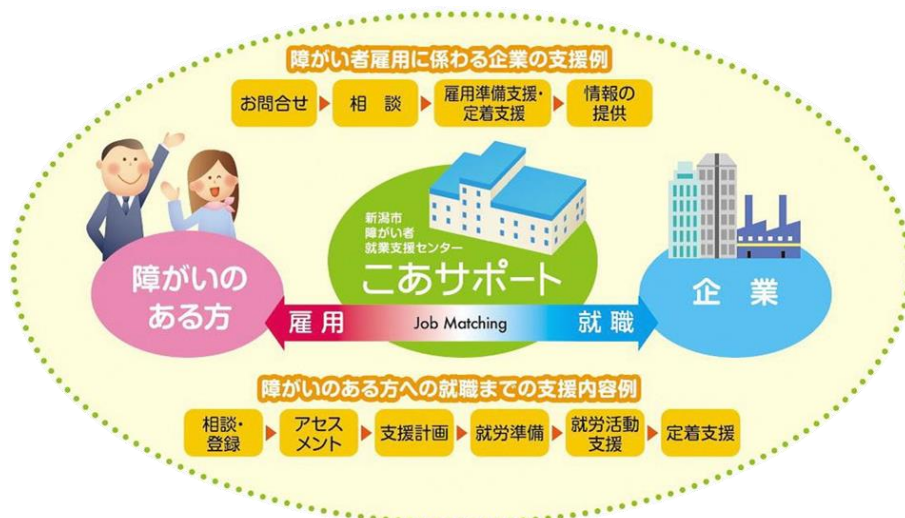 障がい者雇用に係わる企業の支援例
お問合せ
相 談
雇用準備支援・
定着支援
情報の
提供
新潟市
障がい者
就業支援センター
こあサポート
障がいの
ある方
企 業
雇用 Job Matching 就職
障がいのある方への就職までの支援内容例
相談・
登録
アセス
メント
支援計画
就労準備
就労活動
支援
定着支援